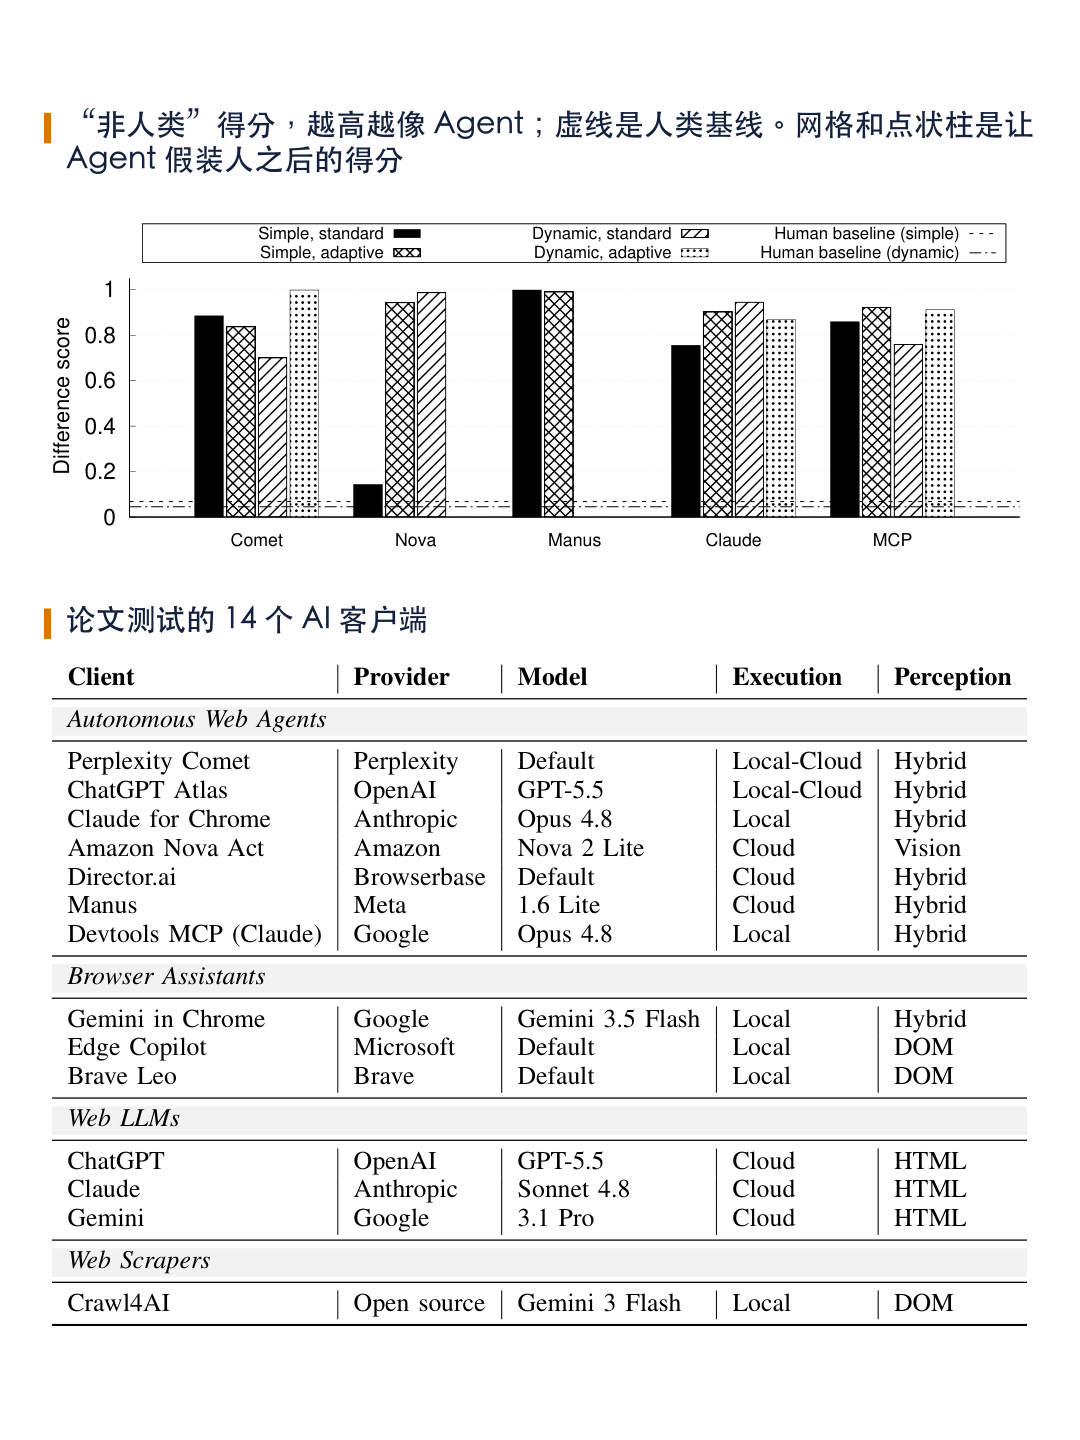 “非人类”得分，越高越像 Agent；虚线是人类基线。网格和点状柱是让
Agent 假装人之后的得分
Simple, standard Dynamic, standard Human baseline (simple)
Simple, adaptive Dynamic, adaptive Human baseline (dynamic)
Difference score
1
0.8
0.6
0.4
0.2
0
Comet Nova Manus Claude MCP
论文测试的 14 个 AI 客户端
Client Provider Model Execution Perception
Autonomous Web Agents
Perplexity Comet Perplexity Default Local-Cloud Hybrid
ChatGPT Atlas OpenAI GPT-5.5 Local-Cloud Hybrid
Claude for Chrome Anthropic Opus 4.8 Local Hybrid
Amazon Nova Act Amazon Nova 2 Lite Cloud Vision
Director.ai Browserbase Default Cloud Hybrid
Manus Meta 1.6 Lite Cloud Hybrid
Devtools MCP (Claude) Google Opus 4.8 Local Hybrid
Browser Assistants
Gemini in Chrome Google Gemini 3.5 Flash Local Hybrid
Edge Copilot Microsoft Default Local DOM
Brave Leo Brave Default Local DOM
Web LLMs
ChatGPT OpenAI GPT-5.5 Cloud HTML
Claude Anthropic Sonnet 4.8 Cloud HTML
Gemini Google 3.1 Pro Cloud HTML
Web Scrapers
Crawl4AI Open source Gemini 3 Flash Local DOM